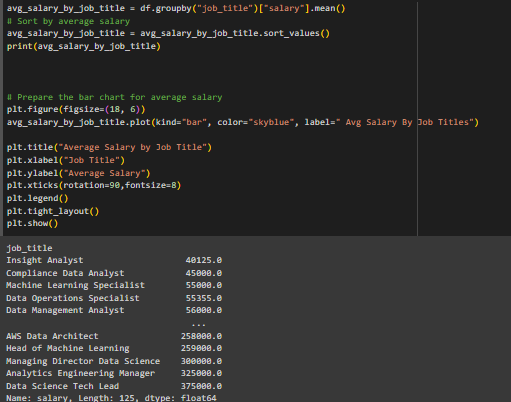 avg_salary_by_job_title = df.groupby("job_title")["salary"].mean()
# Sort by average salary
avg_salary_by_job_title = avg_salary_by_job_title.sort_values()
print(avg_salary_by_job_title)
# Prepare the bar chart for average salary
plt.figure(figsize=(18, 6))
avg_salary_by_job_title.plot(kind="bar", color="skyblue", label=" Avg Salary By Job Titles")
plt.title("Average Salary by Job Title")
plt.xlabel("Job Title")
plt.ylabel("Average Salary")
plt.xticks(rotation=90,fontsize=8)
plt.legend()
plt.tight_layout()
plt.show()
job_title
Insight Analyst 40125.0
Compliance Data Analyst 45000.0
Machine Learning Specialist 55000.0
Data Operations Specialist 55355.0
Data Management Analyst 56000.0
...
AWS Data Architect 258000.0
Head of Machine Learning 259000.0
Managing Director Data Science 300000.0
Analytics Engineering Manager 325000.0
Data Science Tech Lead 375000.0
Name: salary, Length: 125, dtype: float64